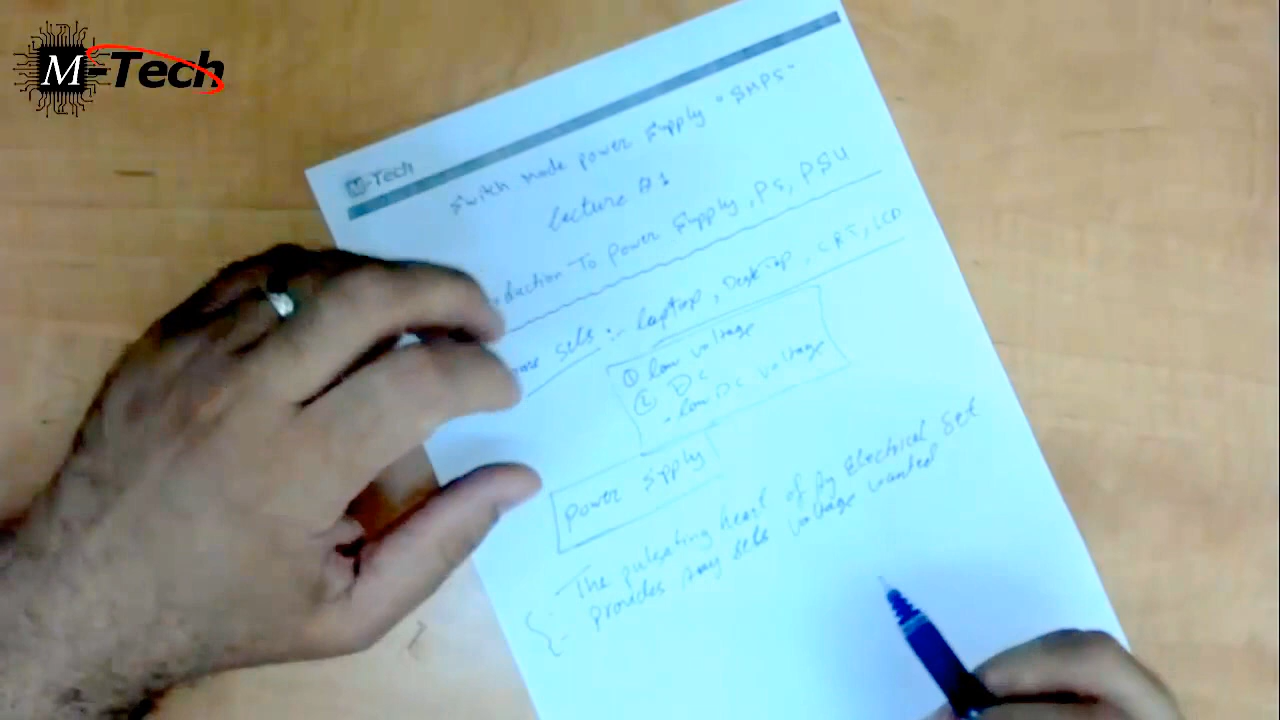 M-Tech
M-Tech
Switch mode power Supply "SMPS"
lecture #1
duction To power Supply, PS, PSU
sets :- laptop, Desktop, CRT, LCD
① low voltage
② DC
- low DC voltage
power supply
- The pulsating heart of Any Electrical Set
- provides Any sets voltage wanted